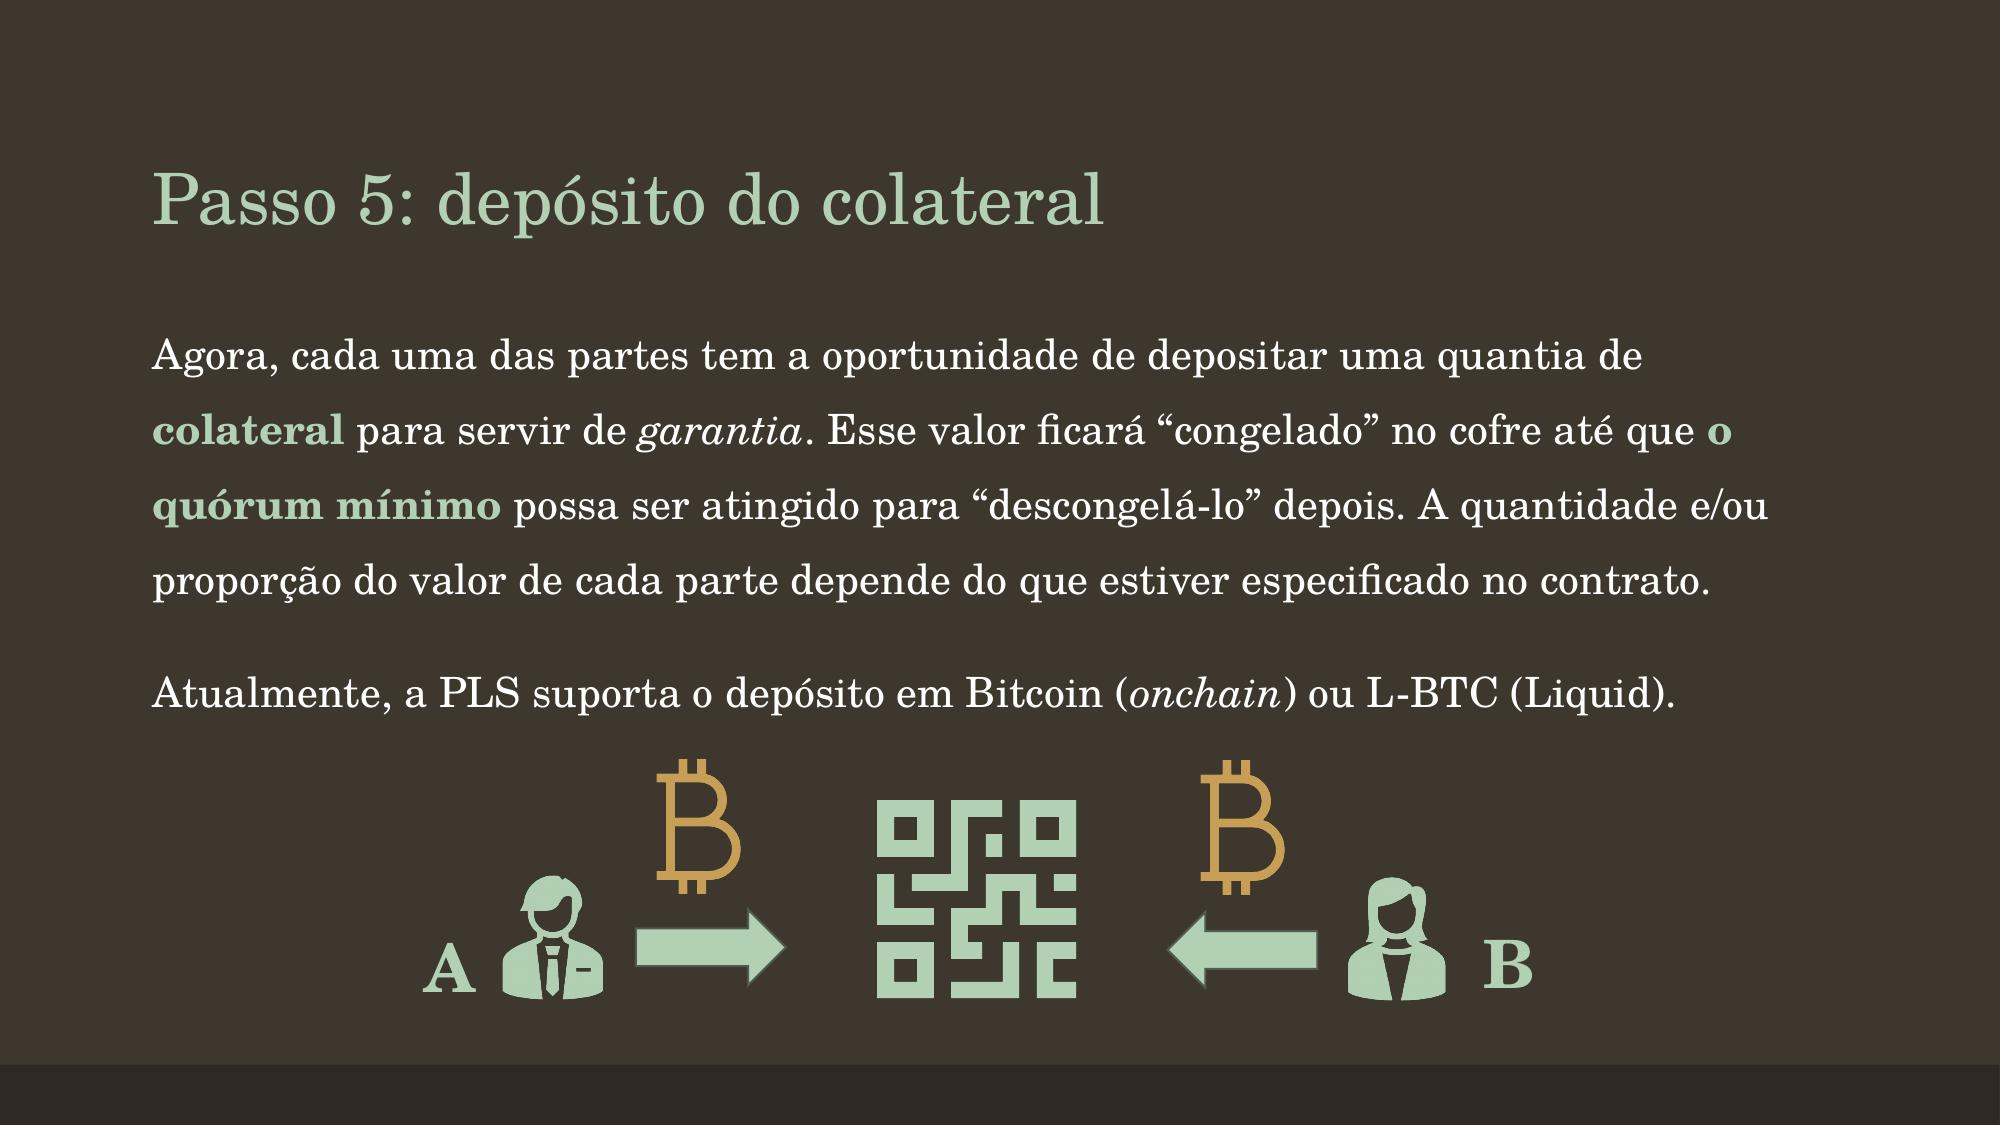 Passo 5: depósito do colateral
Agora, cada uma das partes tem a oportunidade de depositar uma quantia de
colateral para servir de garantia. Esse valor ficará “congelado” no cofre até que o
quórum mínimo possa ser atingido para “descongelá-lo” depois. A quantidade e/ou
proporção do valor de cada parte depende do que estiver especificado no contrato.
Atualmente, a PLS suporta o depósito em Bitcoin (onchain) ou L-BTC (Liquid).
A
B